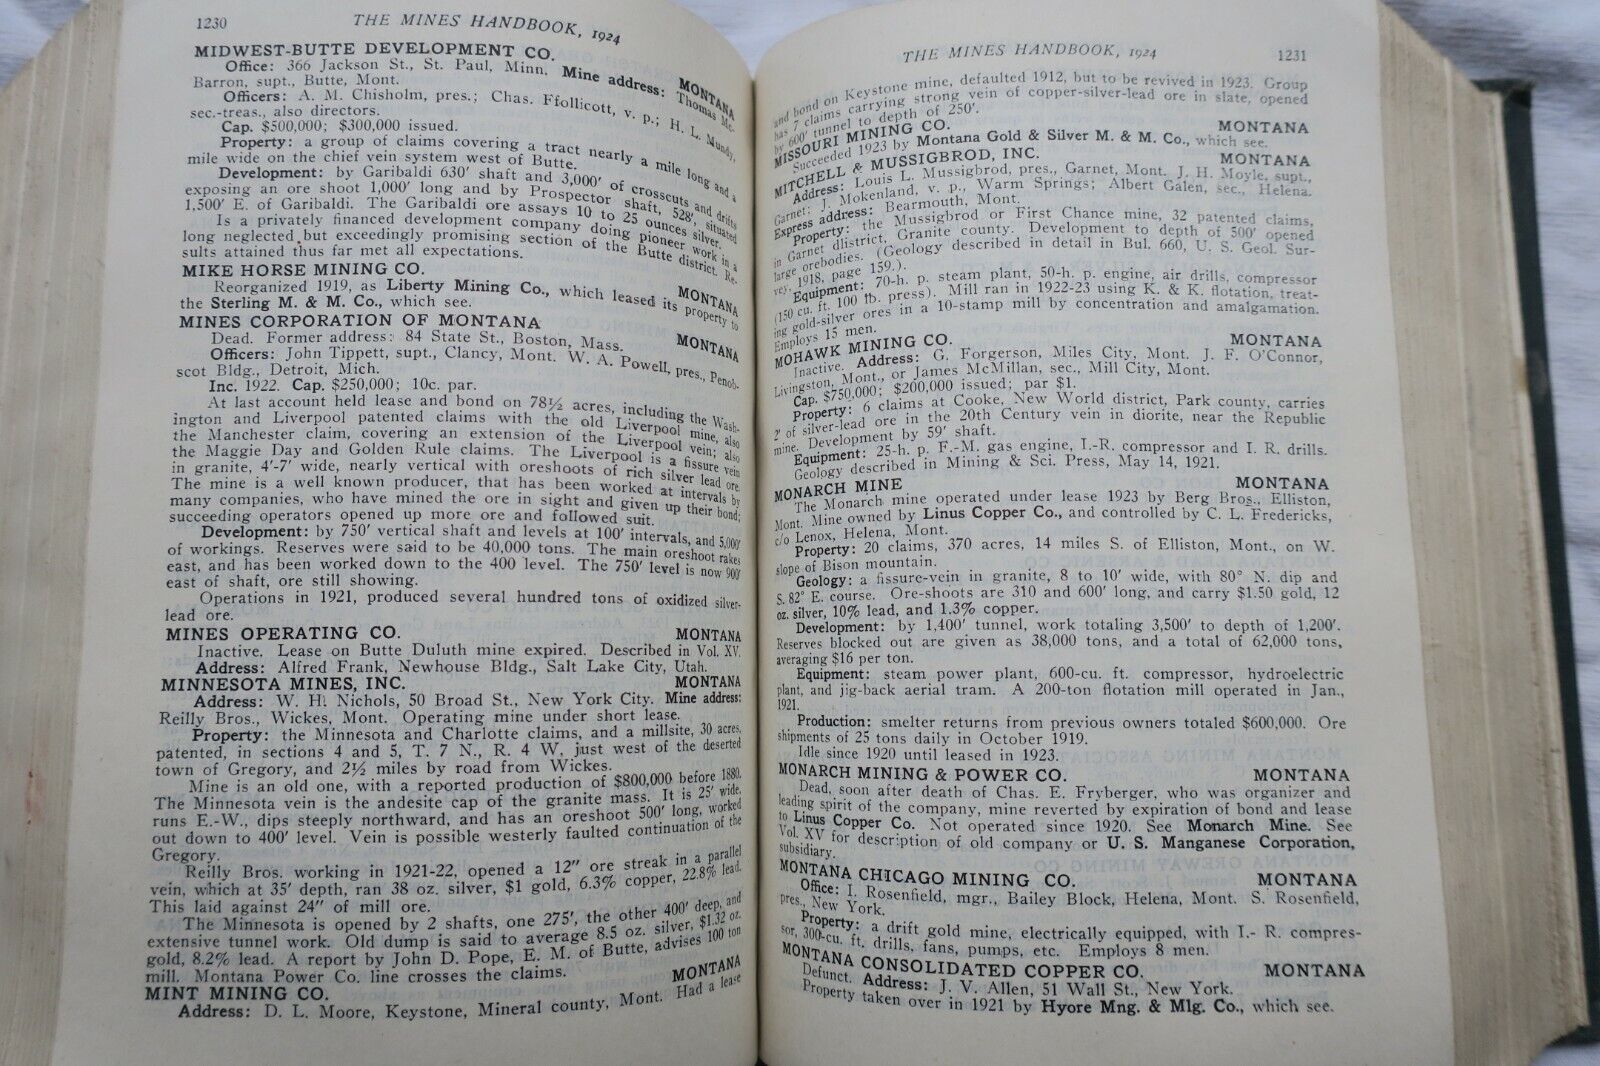 1230
THE MINES HANDBOOK, 1924
MIDWEST-BUTTE DEVELOPMENT CO.
MONTANA
Office: 366 Jackson St., St. Paul, Minn. Mine address: Thomas Mc-
Barron, supt., Butte, Mont.
Officers: A. M. Chisholm, pres.; Chas. Ffollicott, v. p.; H. L. Mundy,
sec.-treas., also directors.
Cap. $500,000; $300,000 issued.
Property: a group of claims covering a tract nearly a mile long and a
mile wide on the chief vein system west of Butte.
Development: by Garibaldi 630' shaft and 3,000' of crosscuts and drifts
exposing an ore shoot 1,000' long and by Prospector shaft, 528', situated
1,500' E. of Garibaldi. The Garibaldi ore assays 10 to 25 ounces silver.
Is a privately financed development company doing pioneer work in a
long neglected but exceedingly promising section of the Butte district. Re-
sults attained thus far met all expectations.
MIKE HORSE MINING CO.
MONTANA
Reorganized 1919, as Liberty Mining Co., which leased its property to
the Sterling M. & M. Co., which see.
MINES CORPORATION OF MONTANA
MONTANA
Dead. Former address: 84 State St., Boston, Mass.
Officers: John Tippett, supt., Clancy, Mont. W. A. Powell, pres., Penob-
scot Bldg., Detroit, Mich.
Inc. 1922. Cap. $250,000; 10c. par.
At last account held lease and bond on 78½ acres, including the Wash-
ington and Liverpool patented claims with the old Liverpool mine, also
the Manchester claim, covering an extension of the Liverpool vein; also
the Maggie Day and Golden Rule claims. The Liverpool is a fissure vein
in granite, 4'-7' wide, nearly vertical with oreshoots of rich silver lead ore.
The mine is a well known producer, that has been worked at intervals by
many companies, who have mined the ore in sight and given up their bond;
succeeding operators opened up more ore and followed suit.
Development: by 750' vertical shaft and levels at 100' intervals, and 5,000'
of workings. Reserves were said to be 40,000 tons. The main oreshoot rakes
east, and has been worked down to the 400 level. The 750' level is now 900'
east of shaft, ore still showing.
Operations in 1921, produced several hundred tons of oxidized silver-
lead ore.
MINES OPERATING CO. MONTANA
Inactive. Lease on Butte Duluth mine expired. Described in Vol. XV.
Address: Alfred Frank, Newhouse Bldg., Salt Lake City, Utah.
MINNESOTA MINES, INC. MONTANA
Address: W. H. Nichols, 50 Broad St., New York City. Mine address:
Reilly Bros., Wickes, Mont. Operating mine under short lease.
Property: the Minnesota and Charlotte claims, and a millsite, 30 acres,
patented, in sections 4 and 5, T. 7 N., R. 4 W, just west of the deserted
town of Gregory, and 2½ miles by road from Wickes.
Mine is an old one, with a reported production of $800,000 before 1880.
The Minnesota vein is the andesite cap of the granite mass. It is 25' wide,
runs E.-W., dips steeply northward, and has an oreshoot 500' long, worked
out down to 400' level. Vein is possible westerly faulted continuation of the
Gregory.
Reilly Bros. working in 1921-22, opened a 12" ore streak in a parallel
vein, which at 35' depth, ran 38 oz. silver, $1 gold, 6.3% copper, 22.8% lead.
This laid against 24" of mill ore.
The Minnesota is opened by 2 shafts, one 275', the other 400' deep, and
extensive tunnel work. Old dump is said to average 8.5 oz. silver, $1.32 oz.
gold, 8.2% lead. A report by John D. Pope, E. M. of Butte, advises 100 ton
mill. Montana Power Co. line crosses the claims.
MINT MINING CO. MONTANA
Address: D. L. Moore, Keystone, Mineral county, Mont. Had a lease
THE MINES HANDBOOK, 1924
1231
and bond on Keystone mine, defaulted 1912, but to be revived in 1923. Group
has 7 claims carrying strong vein of copper-silver-lead ore in slate, opened
by 600' tunnel to depth of 250'.
MISSOURI MINING CO. MONTANA
Succeeded 1923 by Montana Gold & Silver M. & M. Co., which see.
MITCHELL & MUSSIGBROD, INC. MONTANA
Address: Louis L. Mussigbrod, pres., Garnet, Mont. J. H. Moyle, supt.,
Garnet; J. Mokenland, v. p., Warm Springs; Albert Galen, sec., Helena.
Express address: Bearmouth, Mont.
Property: the Mussigbrod or First Chance mine, 32 patented claims,
in Garnet dlistrict, Granite county. Development to depth of 500' opened
large orebodies. (Geology described in detail in Bul. 660, U. S. Geol. Sur-
vey, 1918, page 159.).
Equipment: 70-h. p. steam plant, 50-h. p. engine, air drills, compressor
(150 cu. ft. 100 lb. press). Mill ran in 1922-23 using K. & K. flotation, treat-
ing gold-silver ores in a 10-stamp mill by concentration and amalgamation.
Employs 15 men.
MOHAWK MINING CO. MONTANA
Inactive. Address: G. Forgerson, Miles City, Mont. J. F. O'Connor,
Livingston, Mont., or James McMillan, sec., Mill City, Mont.
Cap. $750,000; $200,000 issued; par $1.
Property: 6 claims at Cooke, New World district, Park county, carries
2' of silver-lead ore in the 20th Century vein in diorite, near the Republic
mine. Development by 59' shaft.
Equipment: 25-h. p. F.-M. gas engine, I.-R. compressor and I. R. drills.
Geology described in Mining & Sci. Press, May 14, 1921.
MONARCH MINE MONTANA
The Monarch mine operated under lease 1923 by Berg Bros., Elliston,
Mont. Mine owned by Linus Copper Co., and controlled by C. L. Fredericks,
c/o Lenox, Helena, Mont.
Property: 20 claims, 370 acres, 14 miles S. of Elliston, Mont., on W.
slope of Bison mountain.
Geology: a fissure-vein in granite, 8 to 10' wide, with 80° N. dip and
S. 82° E. course. Ore-shoots are 310 and 600' long, and carry $1.50 gold, 12
oz. silver, 10% lead, and 1.3% copper.
Development: by 1,400' tunnel, work totaling 3,500' to depth of 1,200'.
Reserves blocked out are given as 38,000 tons, and a total of 62,000 tons,
averaging $16 per ton.
Equipment: steam power plant, 600-cu. ft. compressor, hydroelectric
plant, and jig-back aerial tram. A 200-ton flotation mill operated in Jan.,
1921.
Production: smelter returns from previous owners totaled $600,000. Ore
shipments of 25 tons daily in October 1919.
Idle since 1920 until leased in 1923.
MONARCH MINING & POWER CO. MONTANA
Dead, soon after death of Chas. E. Fryberger, who was organizer and
leading spirit of the company, mine reverted by expiration of bond and lease
to Linus Copper Co. Not operated since 1920. See Monarch Mine. See
Vol. XV for description of old company or U. S. Manganese Corporation,
subsidiary.
MONTANA CHICAGO MINING CO. MONTANA
Office: I. Rosenfield, mgr., Bailey Block, Helena, Mont. S. Rosenfield,
pres., New York.
Property: a drift gold mine, electrically equipped, with I.- R. compres-
sor, 300-cu. ft. drills, fans, pumps, etc. Employs 8 men.
MONTANA CONSOLIDATED COPPER CO. MONTANA
Defunct. Address: J. V. Allen, 51 Wall St., New York.
Property taken over in 1921 by Hyore Mng. & Mlg. Co., which see.